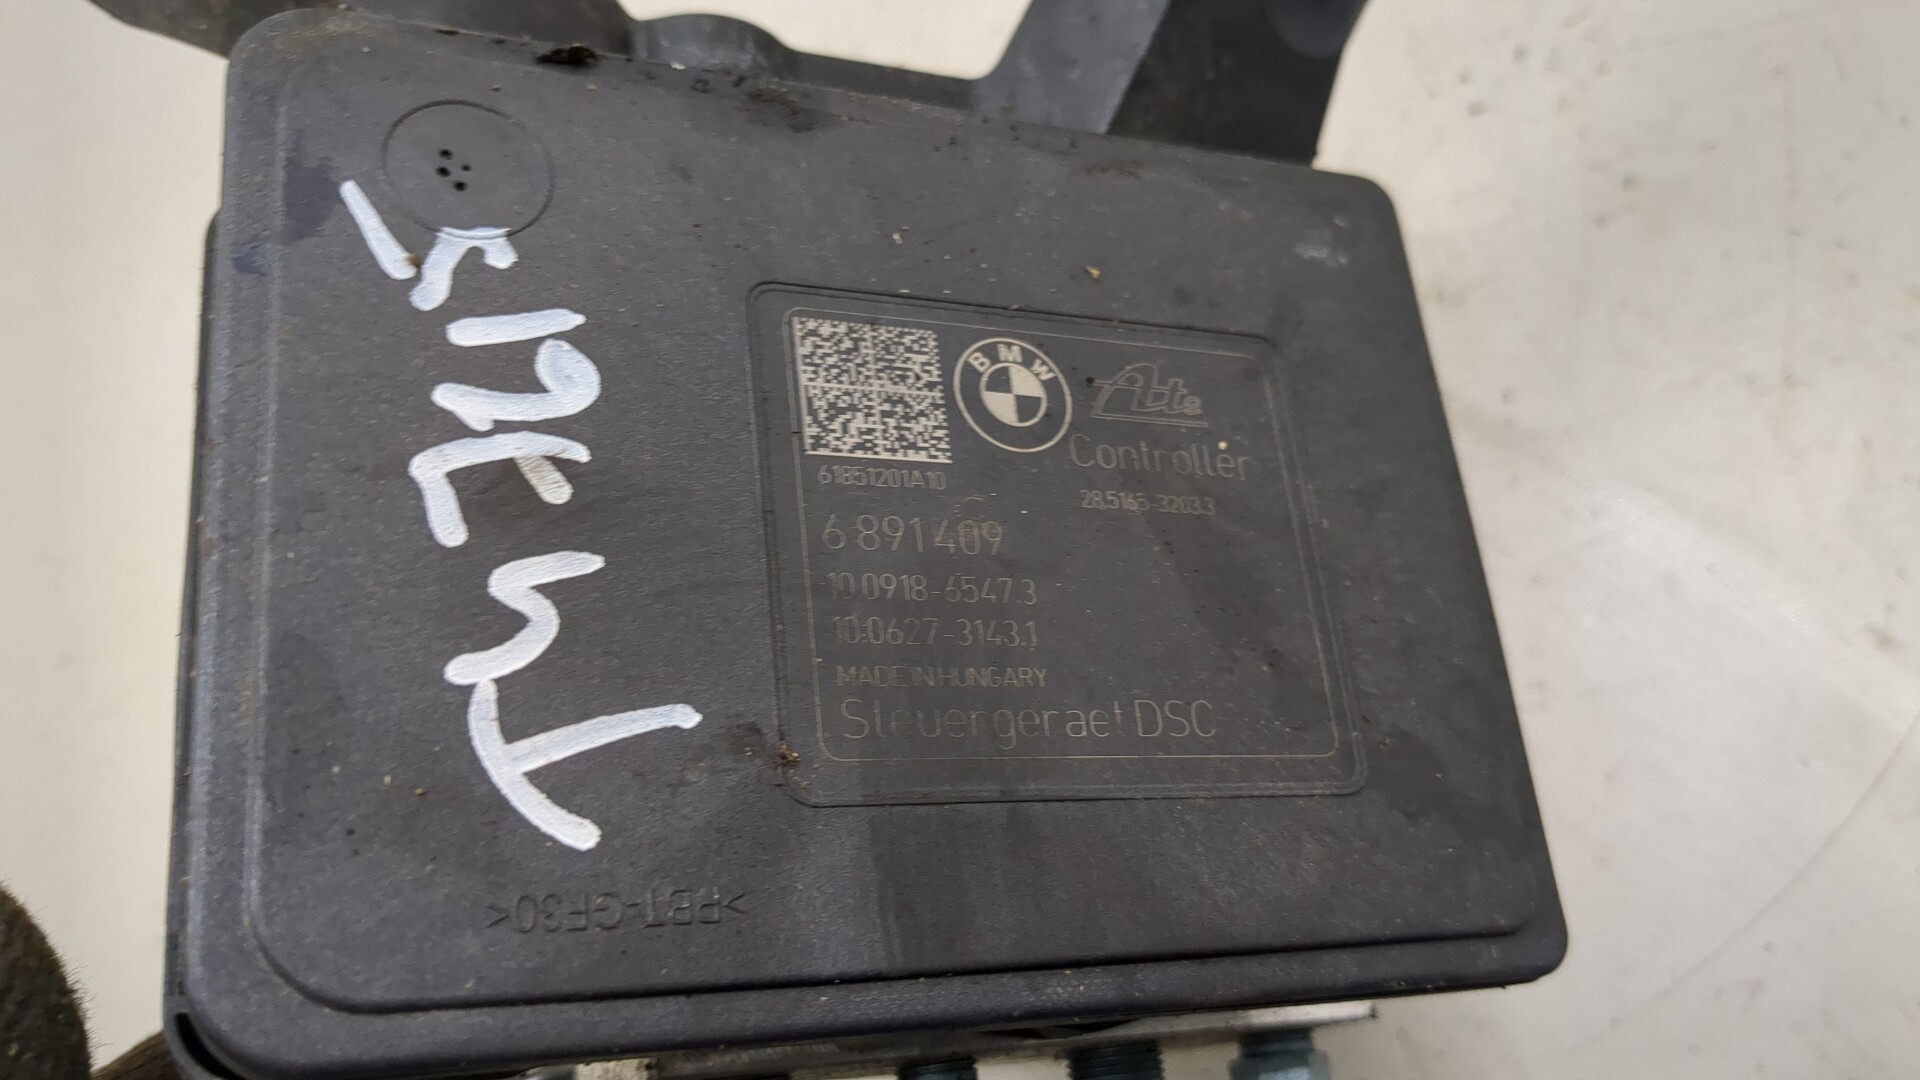 BMW
Ate
Controller
61851201A10
28.5165-3203.3
6 891 409
10.0918-6547.3
10.0627-3143.1
MADE IN HUNGARY
Steuergeraet DSC
>PBT-GF30<